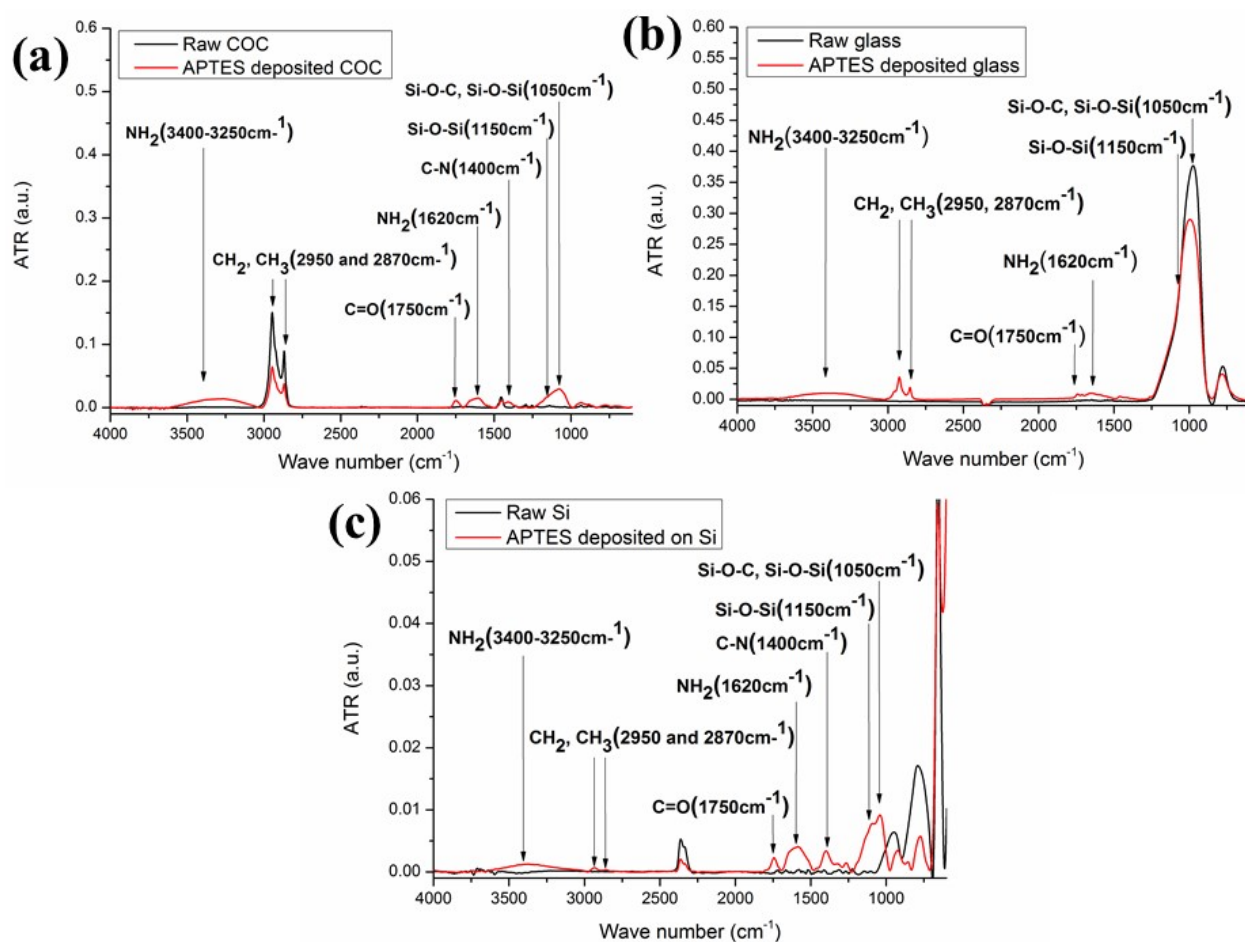 (a)
Raw COC
APTES deposited COC
Si-O-C, Si-O-Si(1050cm-1)
Si-O-Si(1150cm-1)
NH2(3400-3250cm-1)
C-N(1400cm-1)
NH2(1620cm-1)
CH2, CH3(2950 and 2870cm-1)
C=O(1750cm-1)
0.6
0.5
0.4
0.3
0.2
0.1
0.0
ATR (a.u.)
4000 3500 3000 2500 2000 1500 1000
Wave number (cm-1)
(b)
Raw glass
APTES deposited glass
Si-O-C, Si-O-Si(1050cm-1)
NH2(3400-3250cm-1)
Si-O-Si(1150cm-1)
CH2, CH3(2950, 2870cm-1)
NH2(1620cm-1)
C=O(1750cm-1)
0.60
0.55
0.50
0.45
0.40
0.35
0.30
0.25
0.20
0.15
0.10
0.05
0.00
ATR (a.u.)
4000 3500 3000 2500 2000 1500 1000
Wave number (cm-1)
(c)
Raw Si
APTES deposited on Si
Si-O-C, Si-O-Si(1050cm-1)
Si-O-Si(1150cm-1)
NH2(3400-3250cm-1)
C-N(1400cm-1)
NH2(1620cm-1)
CH2, CH3(2950 and 2870cm-1)
C=O(1750cm-1)
0.06
0.05
0.04
0.03
0.02
0.01
0.00
ATR (a.u.)
4000 3500 3000 2500 2000 1500 1000
Wave number (cm-1)